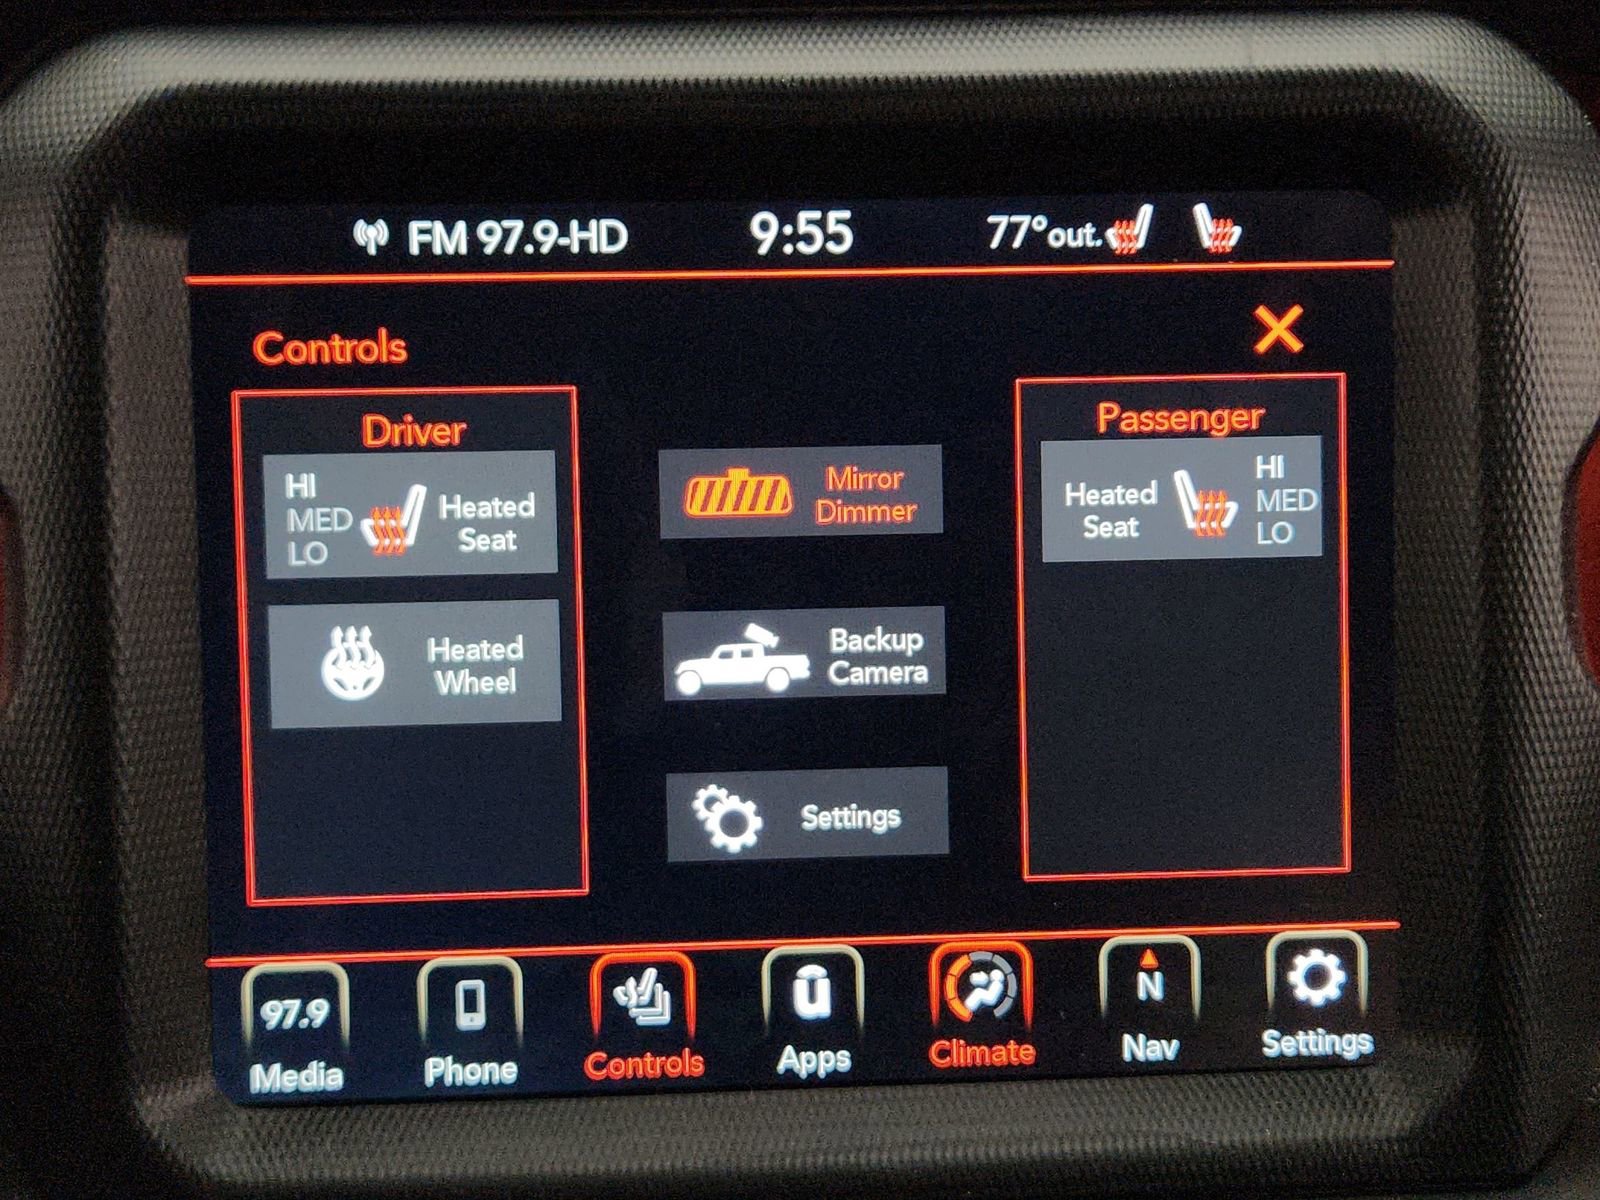 FM 97.9-HD 9:55 77°out.
Controls
Driver
HI
MED
LO
Heated
Seat
Heated
Wheel
Mirror
Dimmer
Backup
Camera
Settings
Passenger
Heated
Seat
HI
MED
LO
97.9
Media
Phone
Controls
u
Apps
Climate
N
Nav
Settings